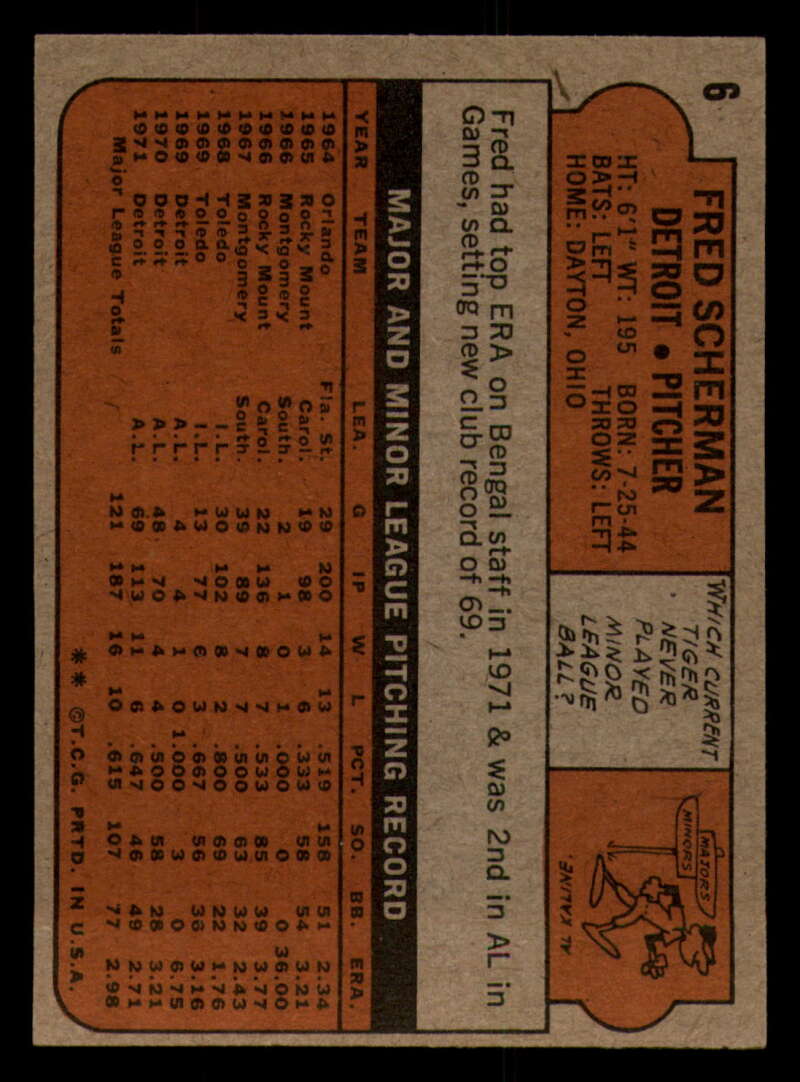 6
FRED SCHERMAN
DETROIT • PITCHER
HT: 6'1" WT: 195 BORN: 7-25-44
BATS: LEFT THROWS: LEFT
HOME: DAYTON, OHIO
WHICH CURRENT
TIGER
NEVER
PLAYED
MINOR
LEAGUE
BALL?
MAJORS
MINORS
AL KALINE.
Fred had top ERA on Bengal staff in 1971 & was 2nd in AL in
Games, setting new club record of 69.
MAJOR AND MINOR LEAGUE PITCHING RECORD
YEAR TEAM LEA. G IP W L PCT. SO. BB. ERA.
1964 Orlando Fla. St. 29 200 14 13 .519 158 51 2.34
1965 Rocky Mount Carol. 19 98 3 6 .333 58 54 3.21
1966 Montgomery South. 2 1 0 1 .000 0 0 36.00
1966 Rocky Mount Carol. 22 136 8 7 .533 85 39 3.77
1967 Montgomery South. 39 89 7 7 .500 63 32 2.43
1968 Toledo I.L. 30 102 8 2 .800 69 22 1.76
1969 Toledo I.L. 13 77 6 3 .667 56 36 3.16
1969 Detroit A.L. 4 4 1 0 1.000 3 0 6.75
1970 Detroit A.L. 48 70 4 4 .500 58 28 3.21
1971 Detroit A.L. 69 113 11 6 .647 46 49 2.71
Major League Totals 121 187 16 10 .615 107 77 2.98
** ©T.C.G. PRTD. IN U.S.A.